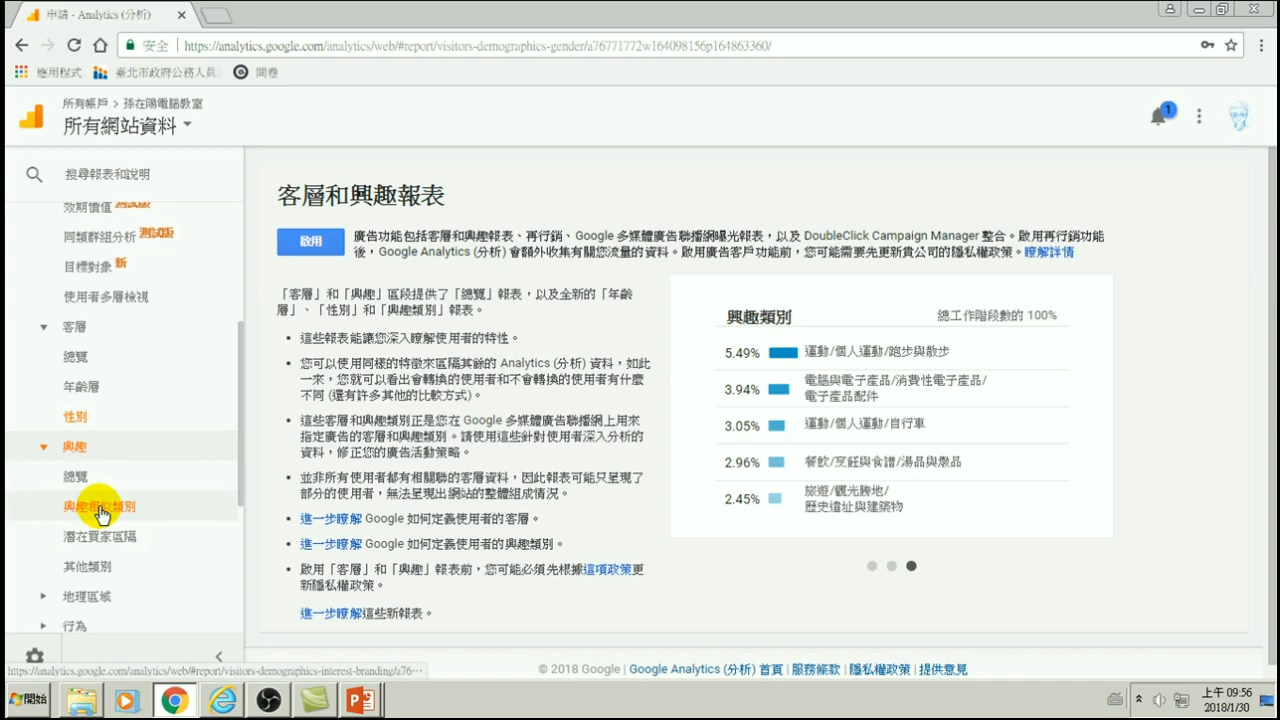 申請 - Analytics (分析)
安全 https://analytics.google.com/analytics/web/#report/visitors-demographics-gender/a76771772w164098156p164863360/
應用程式 臺北市政府公務人員 問卷
所有帳戶 > 孫在陽電腦教室
所有網站資料
1
搜尋報表和說明
效期價值 測試版
同類群組分析 測試版
目標對象 新
使用者多層檢視
客層
總覽
年齡層
性別
興趣
總覽
興趣相似類別
潛在買家區隔
其他類別
地理區域
行為
客層和興趣報表
啟用
廣告功能包括客層和興趣報表、再行銷、Google 多媒體廣告聯播網曝光報表，以及 DoubleClick Campaign Manager 整合。啟用再行銷功能
後，Google Analytics (分析) 會額外收集有關您流量的資料。啟用廣告客戶功能前，您可能需要先更新貴公司的隱私權政策。瞭解詳情
「客層」和「興趣」區段提供了「總覽」報表，以及全新的「年齡
層」、「性別」和「興趣類別」報表。
• 這些報表能讓您深入瞭解使用者的特性。
• 您可以使用同樣的特徵來區隔其餘的 Analytics (分析) 資料，如此
一來，您就可以看出會轉換的使用者和不會轉換的使用者有什麼
不同 (還有許多其他的比較方式)。
• 這些客層和興趣類別正是您在 Google 多媒體廣告聯播網上用來
指定廣告的客層和興趣類別。請使用這些針對使用者深入分析的
資料，修正您的廣告活動策略。
• 並非所有使用者都有相關聯的客層資料，因此報表可能只呈現了
部分的使用者，無法呈現出網站的整體組成情況。
• 進一步瞭解 Google 如何定義使用者的客層。
• 進一步瞭解 Google 如何定義使用者的興趣類別。
• 啟用「客層」和「興趣」報表前，您可能必須先根據這項政策更
新隱私權政策。
進一步瞭解這些新報表。
興趣類別 總工作階段數的 100%
5.49% 運動/個人運動/跑步與散步
3.94% 電腦與電子產品/消費性電子產品/
電子產品配件
3.05% 運動/個人運動/自行車
2.96% 餐飲/烹飪與食譜/湯品與燉品
2.45% 旅遊/觀光勝地/
歷史遺址與建築物
https://analytics.google.com/analytics/web/#report/visitors-demographics-interest-branding/a76…
© 2018 Google | Google Analytics (分析) 首頁 | 服務條款 | 隱私權政策 | 提供意見
開始
上午 09:56
2018/1/30